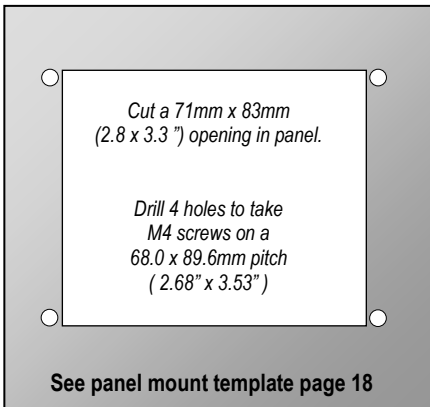 Cut a 71mm x 83mm
(2.8 x 3.3 ") opening in panel.
Drill 4 holes to take
M4 screws on a
68.0 x 89.6mm pitch
( 2.68" x 3.53" )
See panel mount template page 18